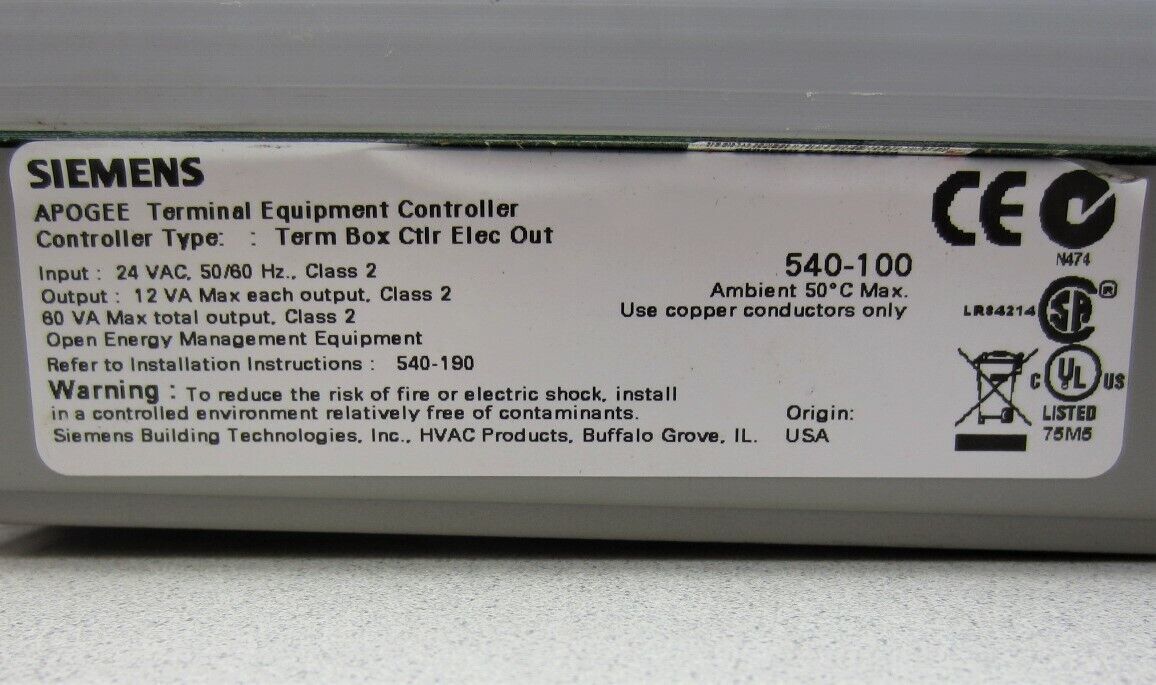 SIEMENS
APOGEE Terminal Equipment Controller
Controller Type: : Term Box Ctlr Elec Out
Input : 24 VAC, 50/60 Hz., Class 2
Output : 12 VA Max each output, Class 2
60 VA Max total output, Class 2
Open Energy Management Equipment
Refer to Installation Instructions : 540-190
Warning : To reduce the risk of fire or electric shock, install
in a controlled environment relatively free of contaminants.
Siemens Building Technologies, Inc., HVAC Products, Buffalo Grove, IL.
540-100
Ambient 50°C Max.
Use copper conductors only
Origin:
USA
CE
N474
LR84214 SA ®
C UL US
LISTED
75M5